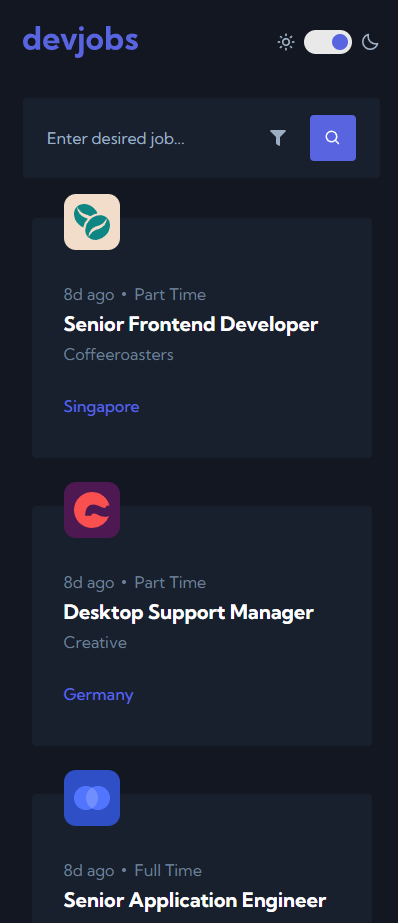 devjobs
Enter desired job...
8d ago • Part Time
Senior Frontend Developer
Coffeeroasters
Singapore
8d ago • Part Time
Desktop Support Manager
Creative
Germany
8d ago • Full Time
Senior Application Engineer